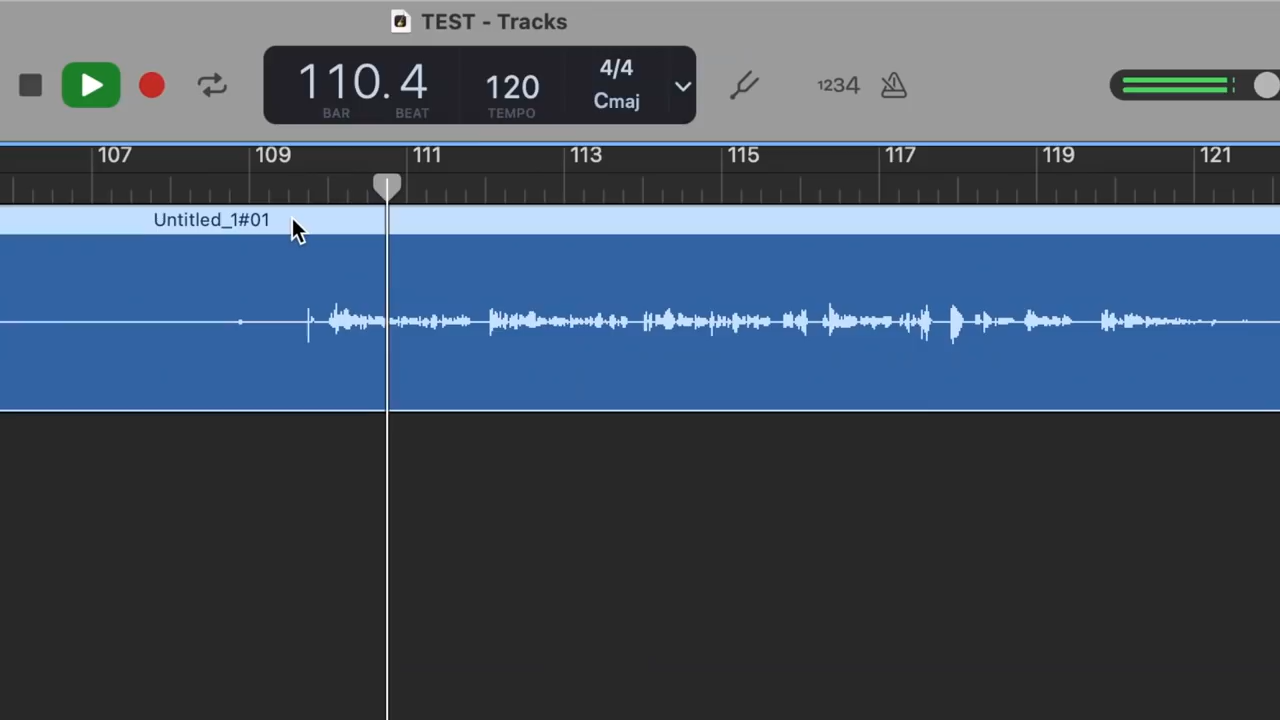 TEST - Tracks
110.4 120 4/4
Cmaj
BAR BEAT TEMPO
1234
107 109 111 113 115 117 119 121
Untitled_1#01